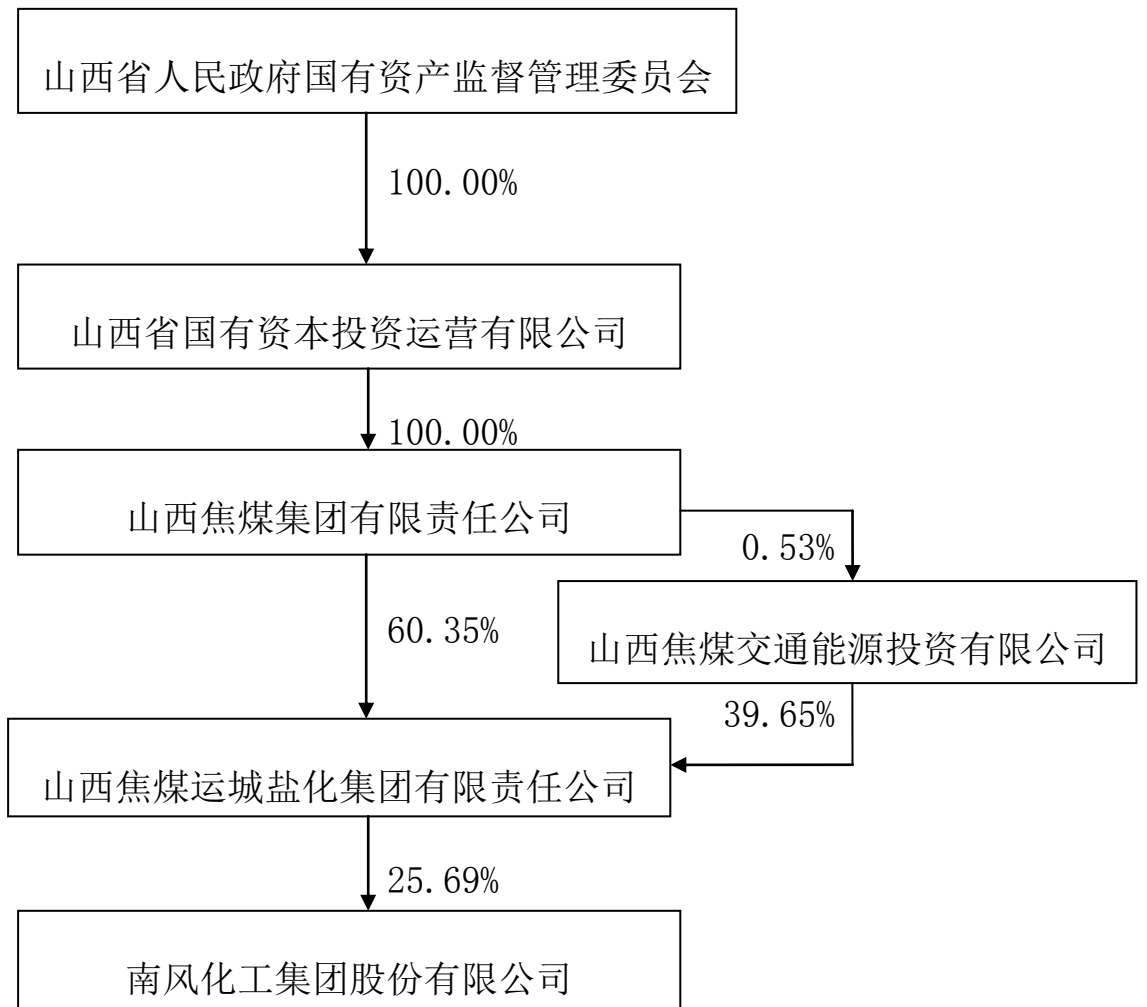 山西省人民政府国有资产监督管理委员会
100.00%
山西省国有资本投资运营有限公司
100.00%
山西焦煤集团有限责任公司
0.53%
60.35%
山西焦煤交通能源投资有限公司
39.65%
山西焦煤运城盐化集团有限责任公司
25.69%
南风化工集团股份有限公司